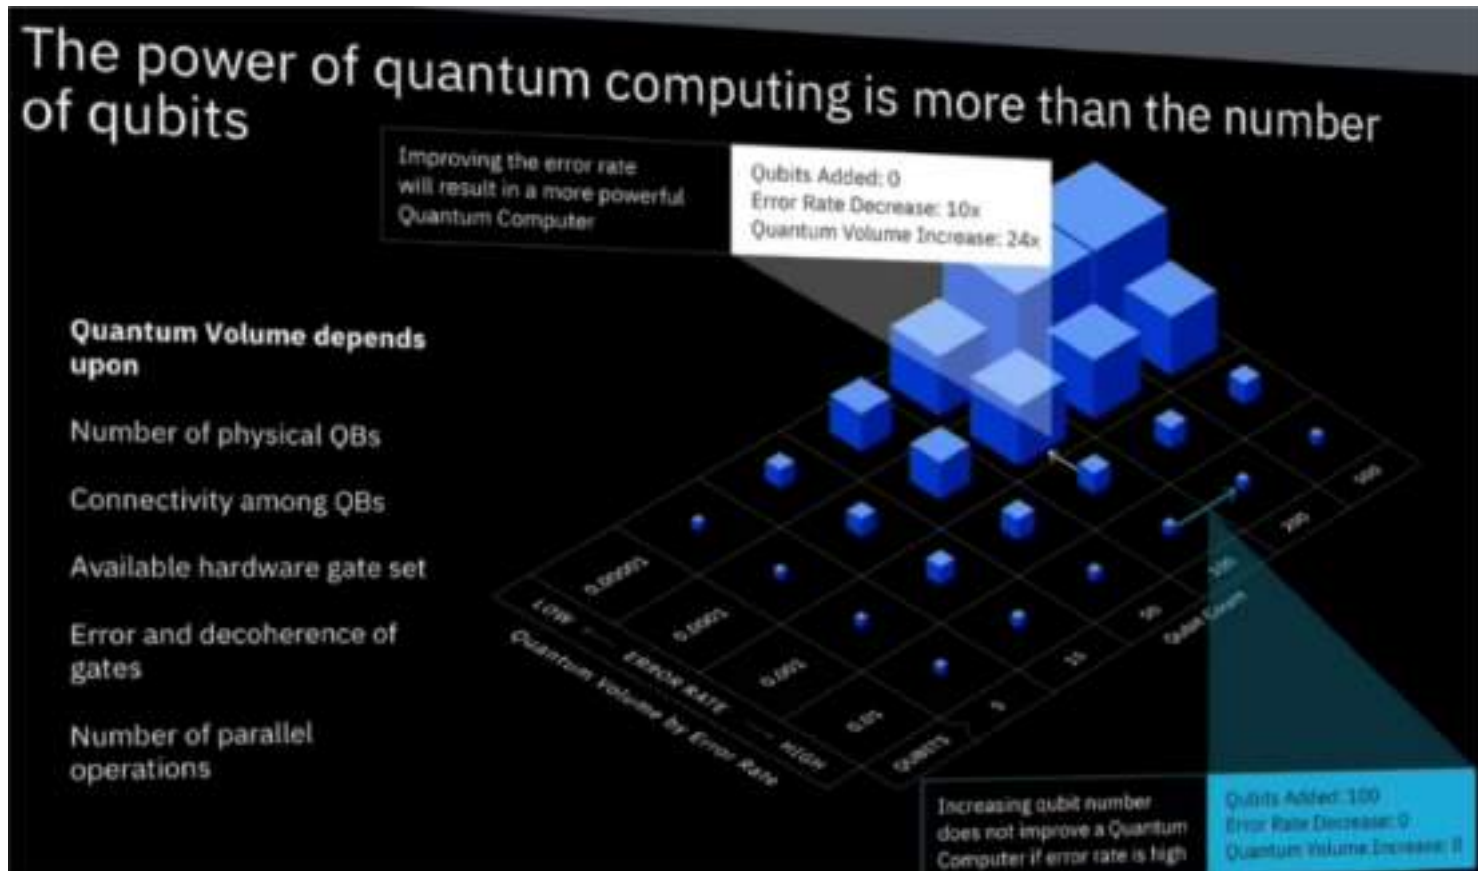 The power of quantum computing is more than the number
of qubits
Improving the error rate
will result in a more powerful
Quantum Computer
Qubits Added: 0
Error Rate Decrease: 10x
Quantum Volume Increase: 24x
Quantum Volume depends
upon
Number of physical QBs
Connectivity among QBs
Available hardware gate set
Error and decoherence of
gates
Number of parallel
operations
0.00001
0.0001
0.001
0.01
LOW — ERROR RATE — HIGH
Quantum Volume by Error Rate
QUBITS
100
200
500
Qubit Count
Increasing qubit number
does not improve a Quantum
Computer if error rate is high
Qubits Added: 100
Error Rate Decrease: 0
Quantum Volume Increase: 0